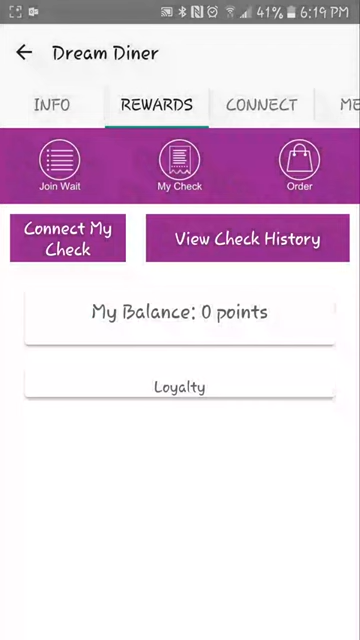 41% 6:19 PM
Dream Diner
INFO REWARDS CONNECT ME
Join Wait My Check Order
Connect My
Check
View Check History
My Balance: 0 points
Loyalty